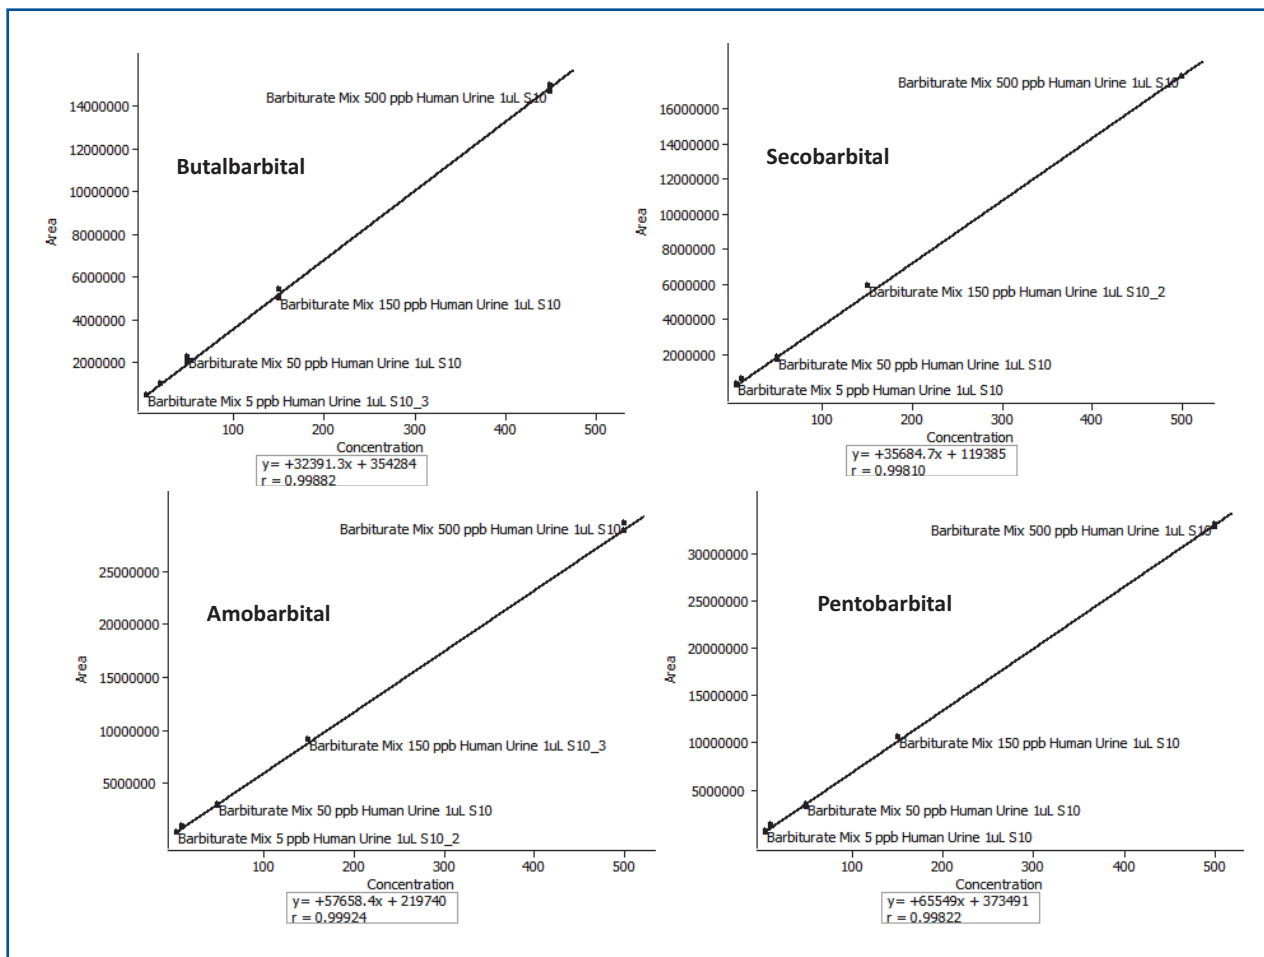 14000000
12000000
10000000
8000000
6000000
4000000
2000000
Area
Barbiturate Mix 500 ppb Human Urine 1uL S10
Butalbarbital
Barbiturate Mix 150 ppb Human Urine 1uL S10
Barbiturate Mix 50 ppb Human Urine 1uL S10
Barbiturate Mix 5 ppb Human Urine 1uL S10_3
100 200 300 400 500
Concentration
y= +32391.3x + 354284
r = 0.99882
16000000
14000000
12000000
10000000
8000000
6000000
4000000
2000000
Area
Barbiturate Mix 500 ppb Human Urine 1uL S10
Secobarbital
Barbiturate Mix 150 ppb Human Urine 1uL S10_2
Barbiturate Mix 50 ppb Human Urine 1uL S10
Barbiturate Mix 5 ppb Human Urine 1uL S10
100 200 300 400 500
Concentration
y= +35684.7x + 119385
r = 0.99810
25000000
20000000
15000000
10000000
5000000
Area
Barbiturate Mix 500 ppb Human Urine 1uL S10
Amobarbital
Barbiturate Mix 150 ppb Human Urine 1uL S10_3
Barbiturate Mix 50 ppb Human Urine 1uL S10
Barbiturate Mix 5 ppb Human Urine 1uL S10_2
100 200 300 400 500
Concentration
y= +57658.4x + 219740
r = 0.99924
30000000
25000000
20000000
15000000
10000000
5000000
Area
Barbiturate Mix 500 ppb Human Urine 1uL S10
Pentobarbital
Barbiturate Mix 150 ppb Human Urine 1uL S10
Barbiturate Mix 50 ppb Human Urine 1uL S10
Barbiturate Mix 5 ppb Human Urine 1uL S10
100 200 300 400 500
Concentration
y= +65549x + 373491
r = 0.99822